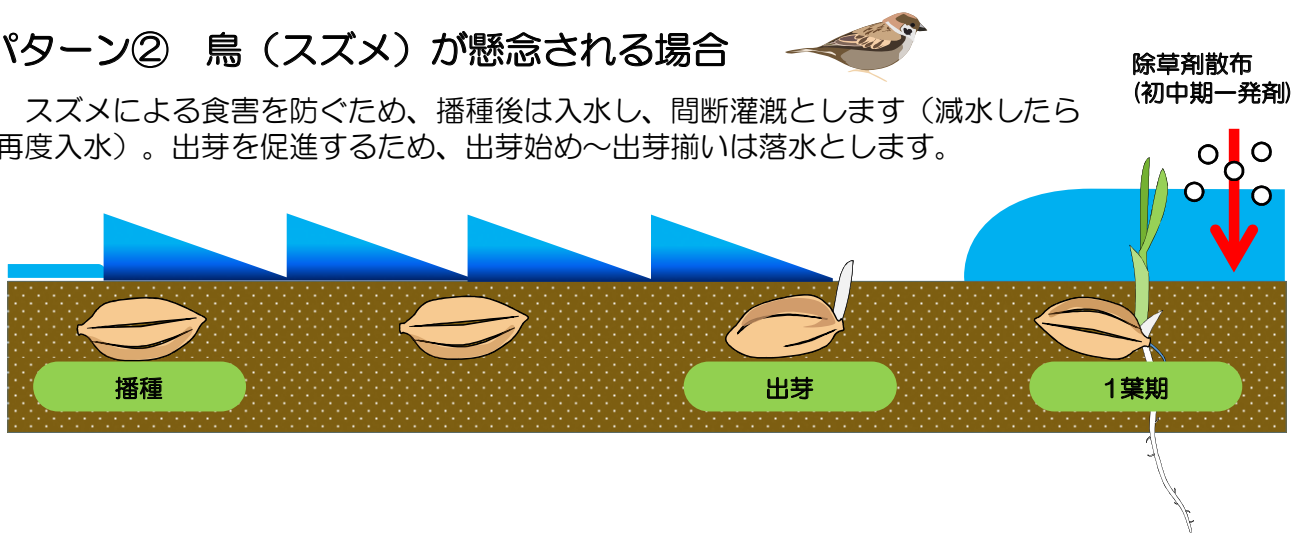 パターン② 鳥（スズメ）が懸念される場合
除草剤散布
(初中期一発剤)
スズメによる食害を防ぐため、播種後は入水し、間断灌漑とします（減水したら
再度入水）。出芽を促進するため、出芽始め～出芽揃いは落水とします。
播種
出芽
1葉期